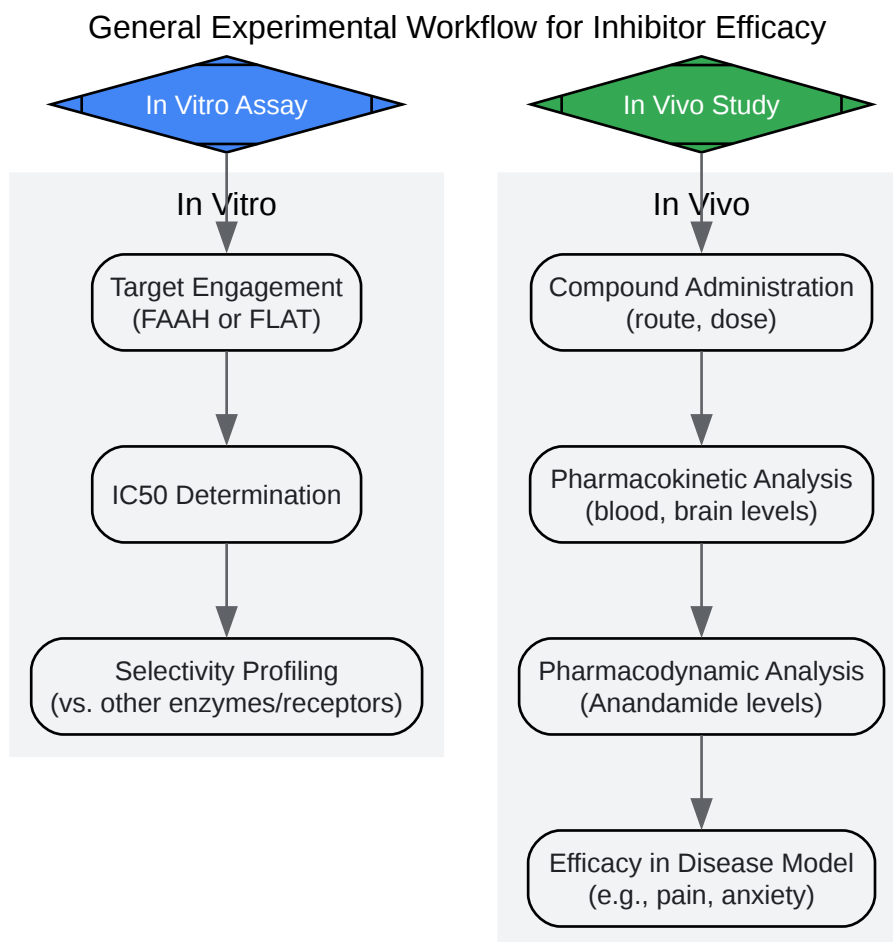 General Experimental Workflow for Inhibitor Efficacy
In Vitro Assay
In Vitro
Target Engagement
(FAAH or FLAT)
IC50 Determination
Selectivity Profiling
(vs. other enzymes/receptors)
In Vivo Study
In Vivo
Compound Administration
(route, dose)
Pharmacokinetic Analysis
(blood, brain levels)
Pharmacodynamic Analysis
(Anandamide levels)
Efficacy in Disease Model
(e.g., pain, anxiety)